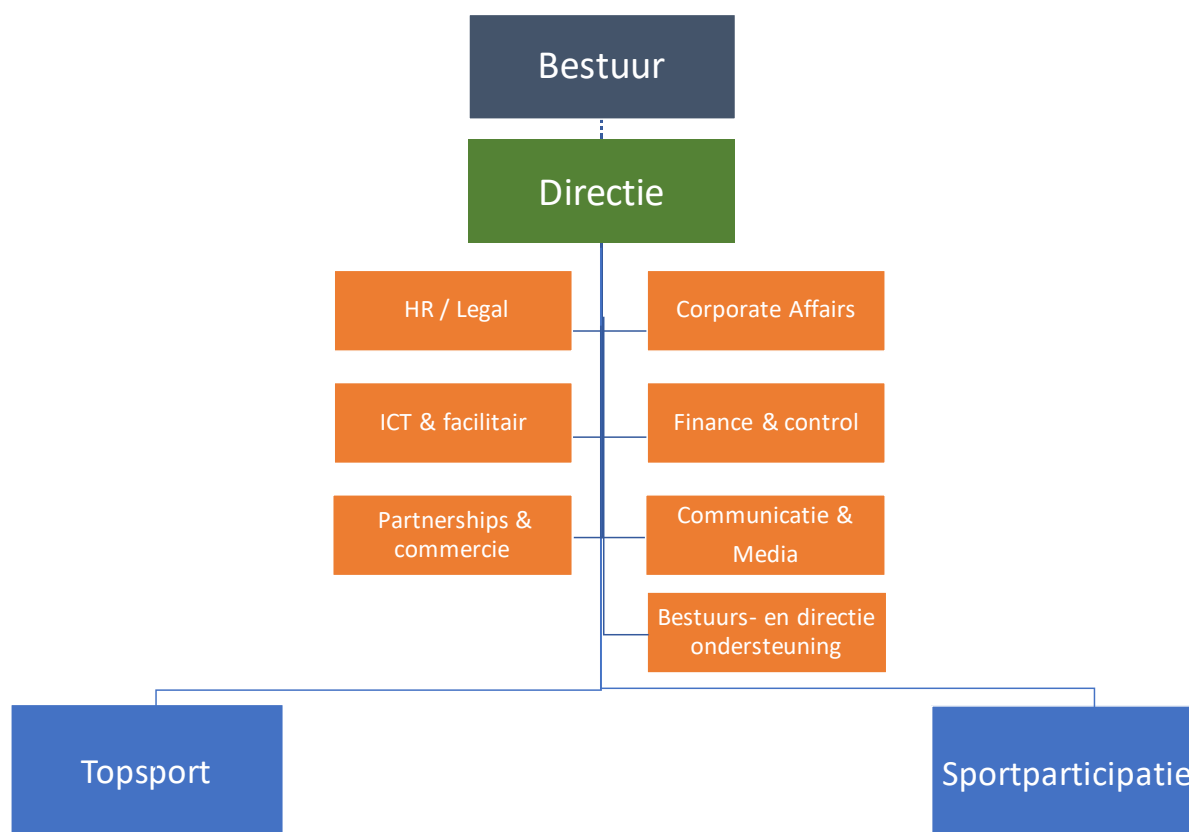 Bestuur
Directie
HR / Legal
Corporate Affairs
ICT & facilitair
Finance & control
Partnerships &
commercie
Communicatie &
Media
Bestuurs- en directie
ondersteuning
Topsport
Sportparticipatie